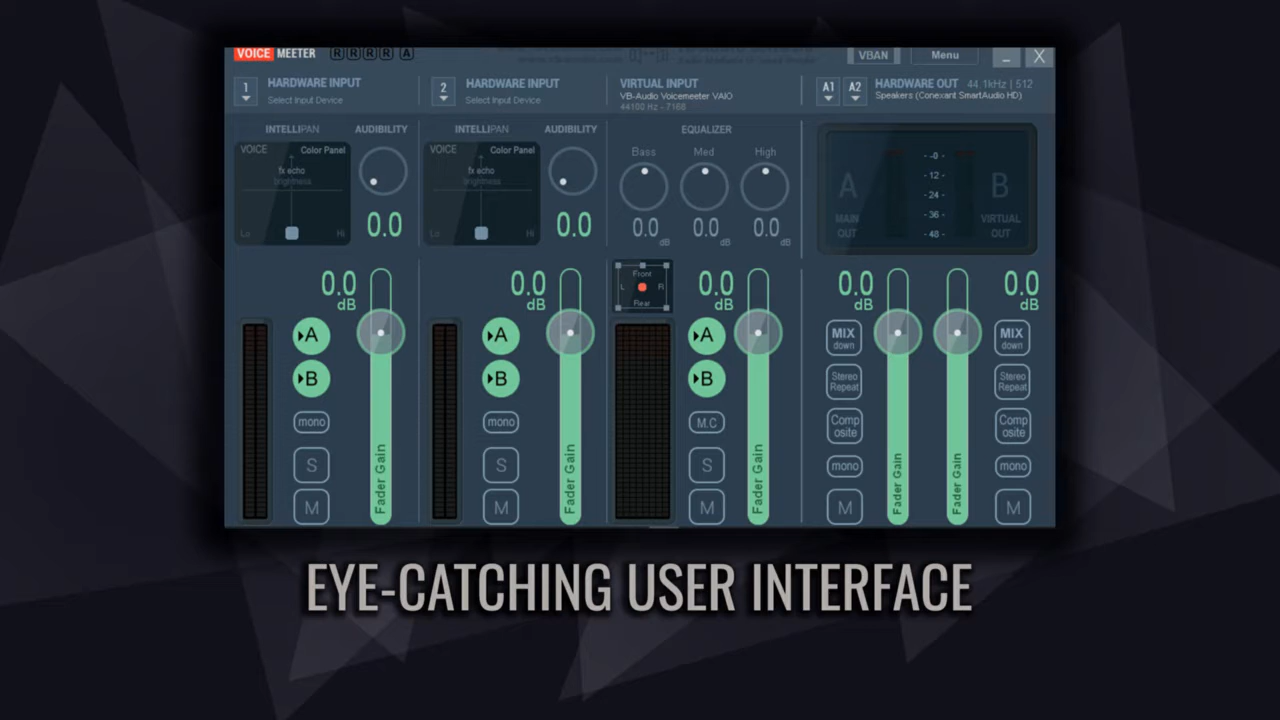 VOICE MEETER R R R R A VBAN Menu _ X
1 HARDWARE INPUT
Select Input Device
2 HARDWARE INPUT
Select Input Device
VIRTUAL INPUT
VB-Audio Voicemeeter VAIO
44100 Hz - 7168
A1 A2 HARDWARE OUT 44.1kHz | 512
Speakers (Conexant SmartAudio HD)
INTELLIPAN AUDIBILITY
VOICE Color Panel
fx echo
brightness
Lo Hi
0.0
INTELLIPAN AUDIBILITY
VOICE Color Panel
fx echo
brightness
Lo Hi
0.0
EQUALIZER
Bass Med High
0.0 0.0 0.0
dB dB dB
-0-
-12-
-24-
-36-
-48-
A B
MAIN OUT
VIRTUAL OUT
0.0 dB
A
B
mono
S
M
Fader Gain
0.0 dB
A
B
mono
S
M
Fader Gain
Front
L R
Rear
0.0 dB
A
B
M.C
S
M
Fader Gain
0.0 dB
MIX down
Stereo Repeat
Composite
mono
M
Fader Gain
Fader Gain
0.0 dB
MIX down
Stereo Repeat
Composite
mono
M
EYE-CATCHING USER INTERFACE